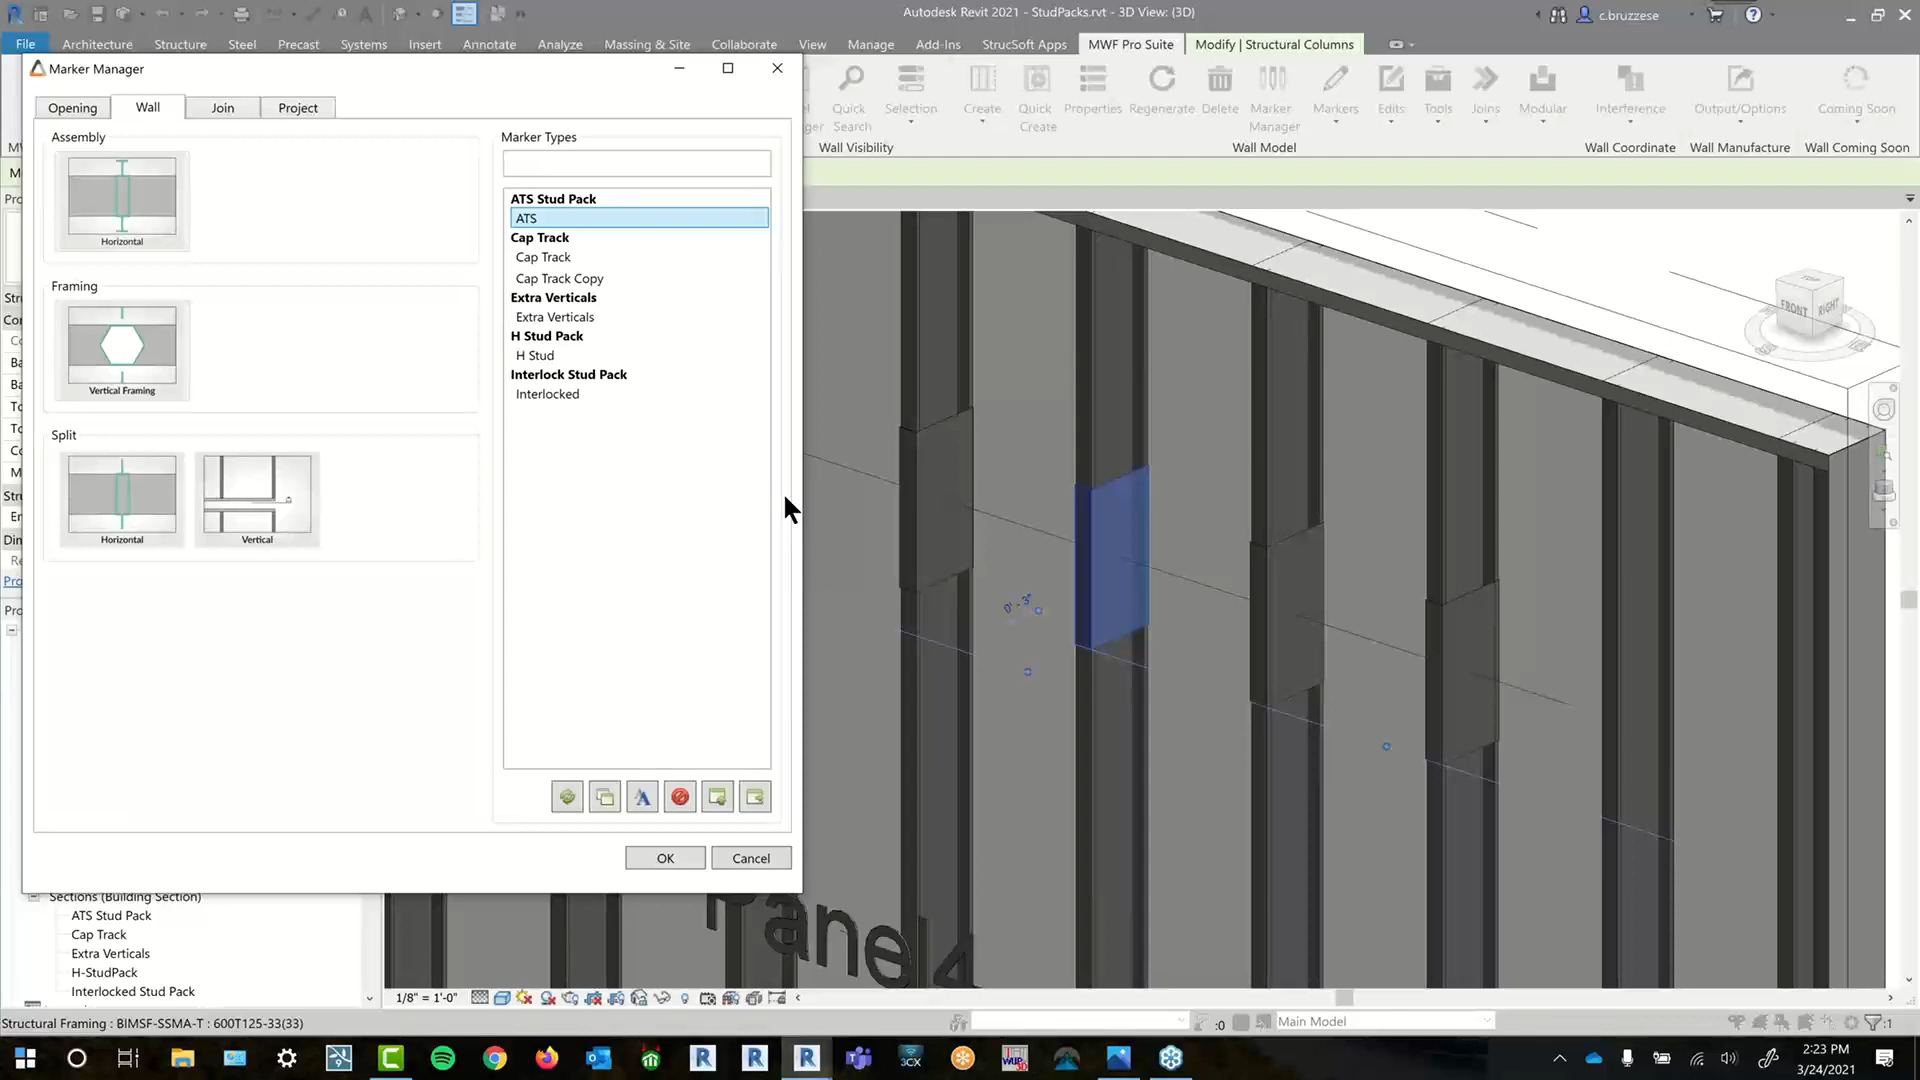 Autodesk Revit 2021 - StudPacks.rvt - 3D View: {3D}
c.bruzzese
File
Architecture
Structure
Steel
Precast
Systems
Insert
Annotate
Analyze
Massing & Site
Collaborate
View
Manage
Add-Ins
StrucSoft Apps
MWF Pro Suite
Modify | Structural Columns
Marker Manager
Quick
Search
Selection
Create
Quick
Create
Properties
Regenerate
Delete
Marker
Manager
Markers
Edits
Tools
Joins
Modular
Interference
Output/Options
Coming Soon
Wall Visibility
Wall Model
Wall Coordinate
Wall Manufacture
Wall Coming Soon
Opening
Wall
Join
Project
Assembly
Horizontal
Framing
Vertical Framing
Split
Horizontal
Vertical
Marker Types
ATS Stud Pack
ATS
Cap Track
Cap Track
Cap Track Copy
Extra Verticals
Extra Verticals
H Stud Pack
H Stud
Interlock Stud Pack
Interlocked
OK
Cancel
TOP
FRONT
RIGHT
0' - 3"
Panel 4
Sections (Building Section)
ATS Stud Pack
Cap Track
Extra Verticals
H-StudPack
Interlocked Stud Pack
1/8" = 1'-0"
Structural Framing : BIMSF-SSMA-T : 600T125-33(33)
:0
Main Model
:1
3CX
2:23 PM
3/24/2021